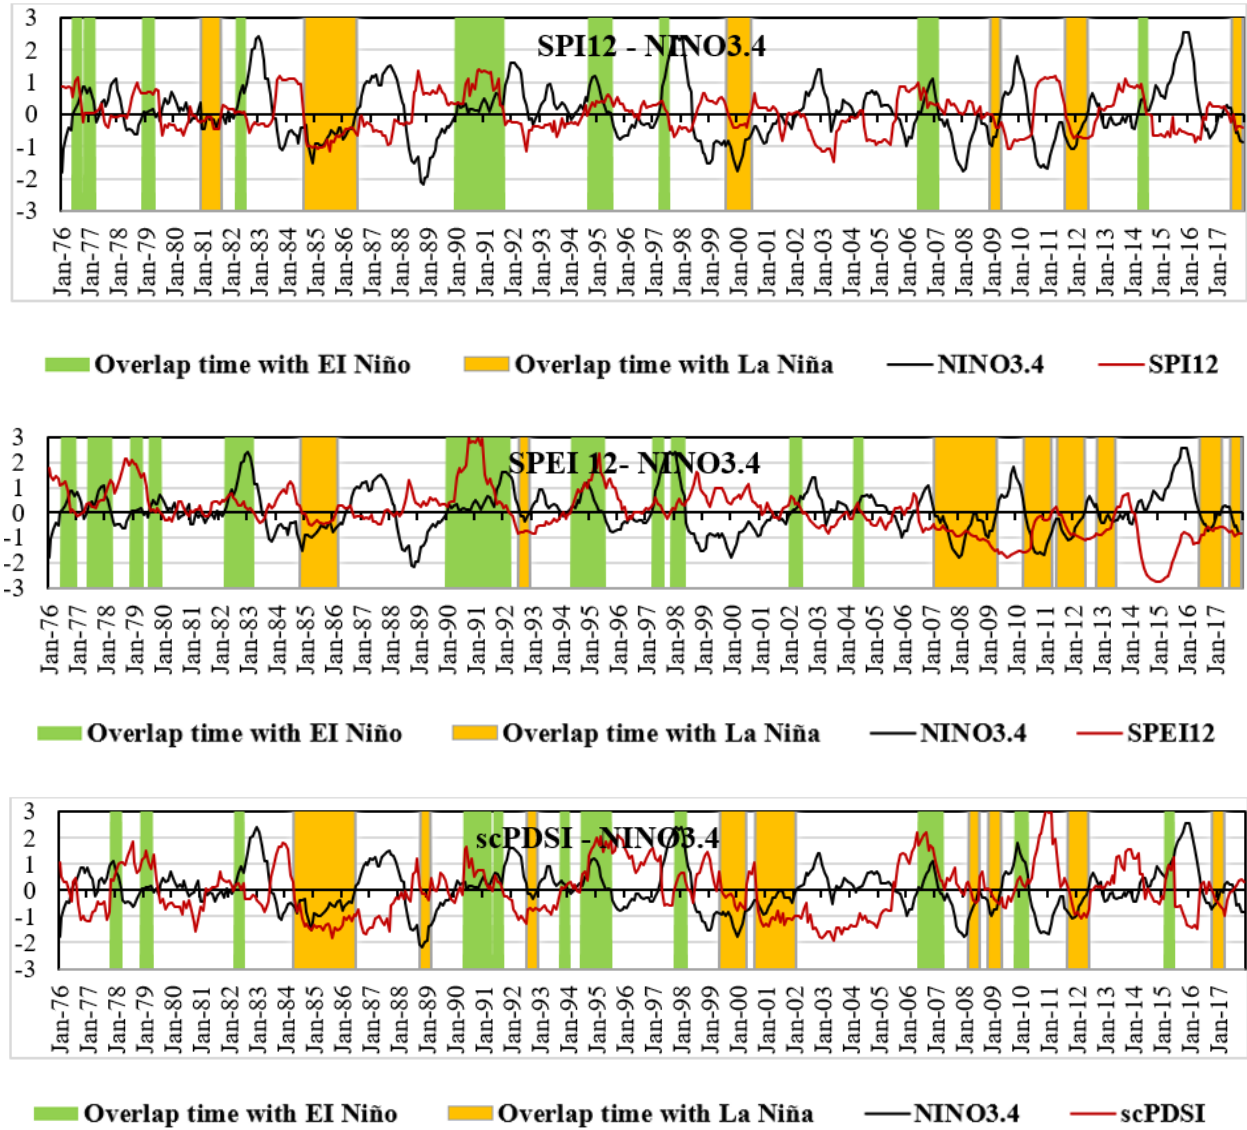 SPI12 - NINO3.4
3
2
1
0
-1
-2
-3
Jan-76 Jan-77 Jan-78 Jan-79 Jan-80 Jan-81 Jan-82 Jan-83 Jan-84 Jan-85 Jan-86 Jan-87 Jan-88 Jan-89 Jan-90 Jan-91 Jan-92 Jan-93 Jan-94 Jan-95 Jan-96 Jan-97 Jan-98 Jan-99 Jan-00 Jan-01 Jan-02 Jan-03 Jan-04 Jan-05 Jan-06 Jan-07 Jan-08 Jan-09 Jan-10 Jan-11 Jan-12 Jan-13 Jan-14 Jan-15 Jan-16 Jan-17
Overlap time with EI Niño Overlap time with La Niña NINO3.4 SPI12
SPEI 12- NINO3.4
3
2
1
0
-1
-2
-3
Jan-76 Jan-77 Jan-78 Jan-79 Jan-80 Jan-81 Jan-82 Jan-83 Jan-84 Jan-85 Jan-86 Jan-87 Jan-88 Jan-89 Jan-90 Jan-91 Jan-92 Jan-93 Jan-94 Jan-95 Jan-96 Jan-97 Jan-98 Jan-99 Jan-00 Jan-01 Jan-02 Jan-03 Jan-04 Jan-05 Jan-06 Jan-07 Jan-08 Jan-09 Jan-10 Jan-11 Jan-12 Jan-13 Jan-14 Jan-15 Jan-16 Jan-17
Overlap time with EI Niño Overlap time with La Niña NINO3.4 SPEI12
scPDSI - NINO3.4
3
2
1
0
-1
-2
-3
Jan-76 Jan-77 Jan-78 Jan-79 Jan-80 Jan-81 Jan-82 Jan-83 Jan-84 Jan-85 Jan-86 Jan-87 Jan-88 Jan-89 Jan-90 Jan-91 Jan-92 Jan-93 Jan-94 Jan-95 Jan-96 Jan-97 Jan-98 Jan-99 Jan-00 Jan-01 Jan-02 Jan-03 Jan-04 Jan-05 Jan-06 Jan-07 Jan-08 Jan-09 Jan-10 Jan-11 Jan-12 Jan-13 Jan-14 Jan-15 Jan-16 Jan-17
Overlap time with EI Niño Overlap time with La Niña NINO3.4 scPDSI